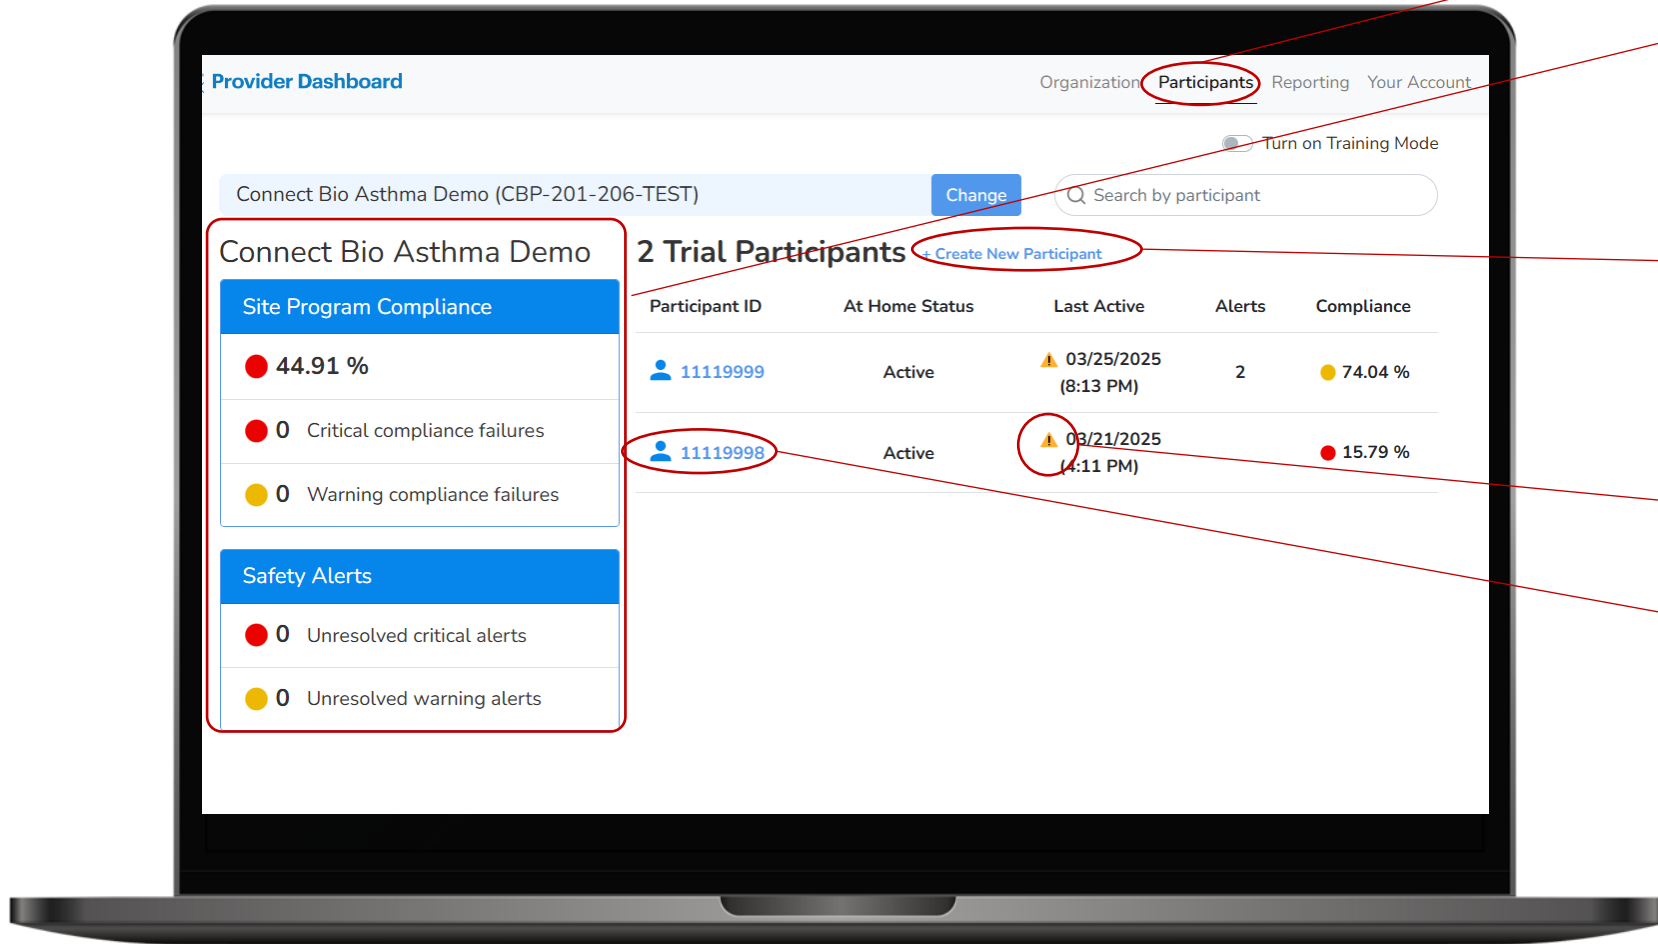 Provider Dashboard
Organization Participants Reporting Your Account
Turn on Training Mode
Connect Bio Asthma Demo (CBP-201-206-TEST)
Change
Search by participant
Connect Bio Asthma Demo
Site Program Compliance
44.91 %
0 Critical compliance failures
0 Warning compliance failures
Safety Alerts
0 Unresolved critical alerts
0 Unresolved warning alerts
2 Trial Participants + Create New Participant
Participant ID At Home Status Last Active Alerts Compliance
11119999 Active 03/25/2025 2 74.04 %
(8:13 PM)
11119998 Active 03/21/2025 15.79 %
(4:11 PM)